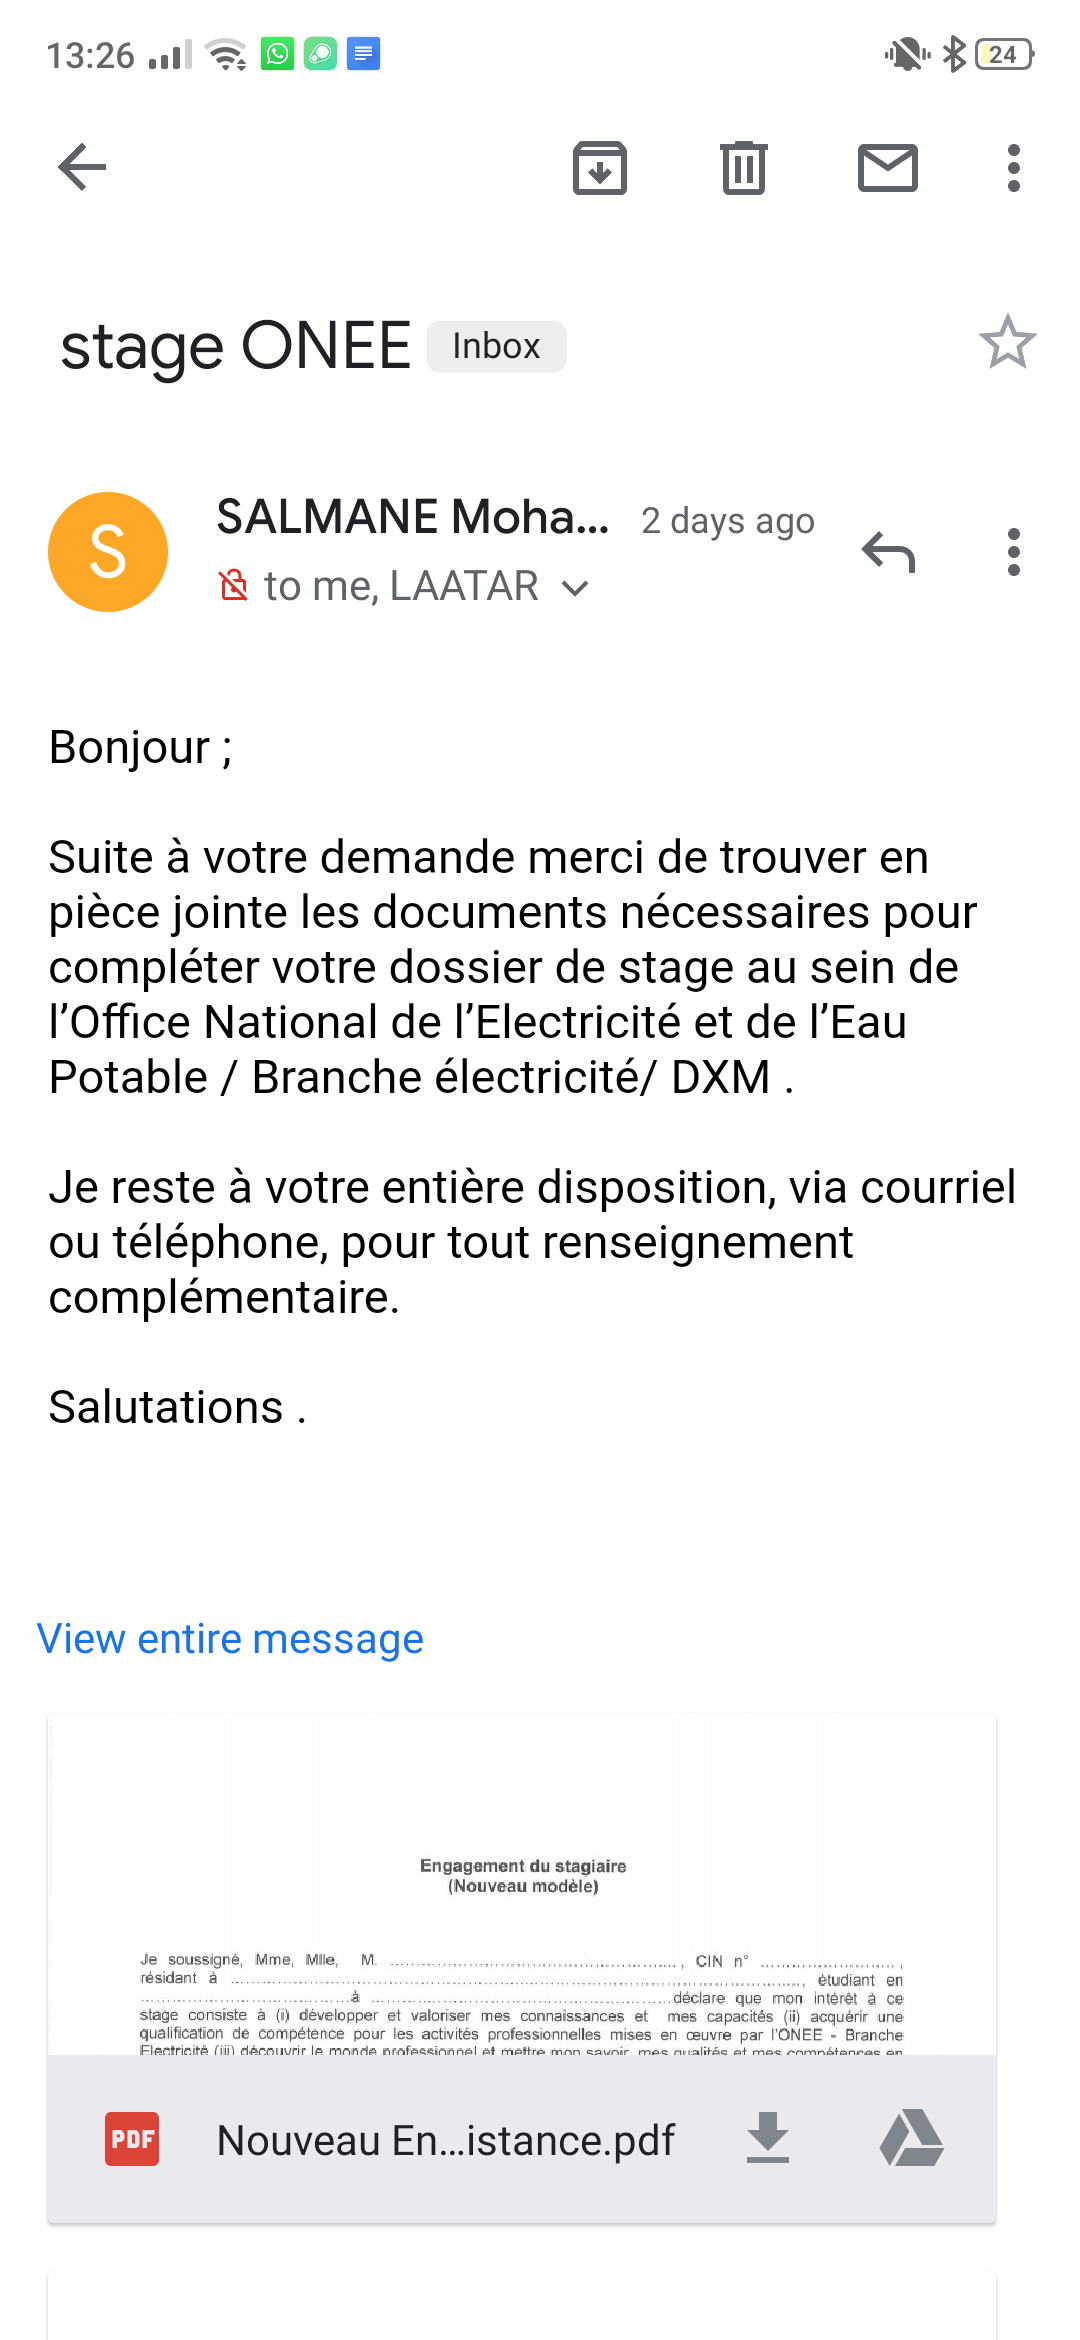 13:26
24
stage ONEE Inbox
S
SALMANE Moha... 2 days ago
to me, LAATAR
Bonjour ;
Suite à votre demande merci de trouver en
pièce jointe les documents nécessaires pour
compléter votre dossier de stage au sein de
l’Office National de l’Electricité et de l’Eau
Potable / Branche électricité/ DXM .
Je reste à votre entière disposition, via courriel
ou téléphone, pour tout renseignement
complémentaire.
Salutations .
View entire message
Engagement du stagiaire
(Nouveau modèle)
Je soussigné, Mme, Mlle, M. ................................................, CIN n° ........................,
résidant à ................................................................................................, étudiant en
....................................à ...................................................déclare que mon intérêt à ce
stage consiste à (i) développer et valoriser mes connaissances et mes capacités (ii) acquérir une
qualification de compétence pour les activités professionnelles mises en œuvre par l'ONEE - Branche
Electricité (iii) découvrir le monde professionnel et mettre mon savoir, mes qualités et mes compétences en
PDF
Nouveau En...istance.pdf